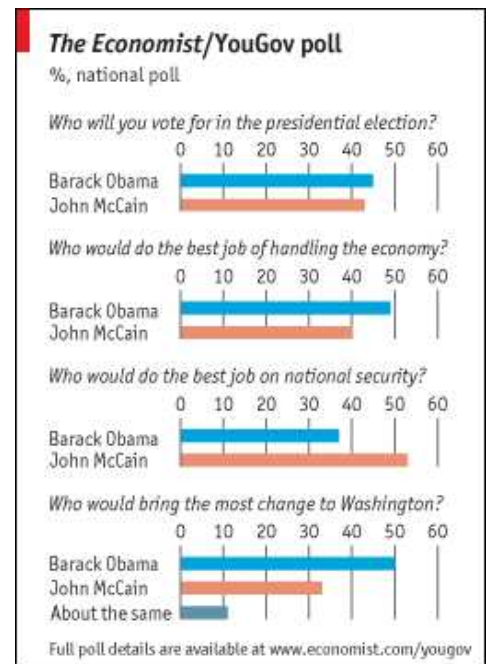 The Economist/YouGov poll
%, national poll
Who will you vote for in the presidential election?
0 10 20 30 40 50 60
Barack Obama
John McCain
Who would do the best job of handling the economy?
0 10 20 30 40 50 60
Barack Obama
John McCain
Who would do the best job on national security?
0 10 20 30 40 50 60
Barack Obama
John McCain
Who would bring the most change to Washington?
0 10 20 30 40 50 60
Barack Obama
John McCain
About the same
Full poll details are available at www.economist.com/yougov